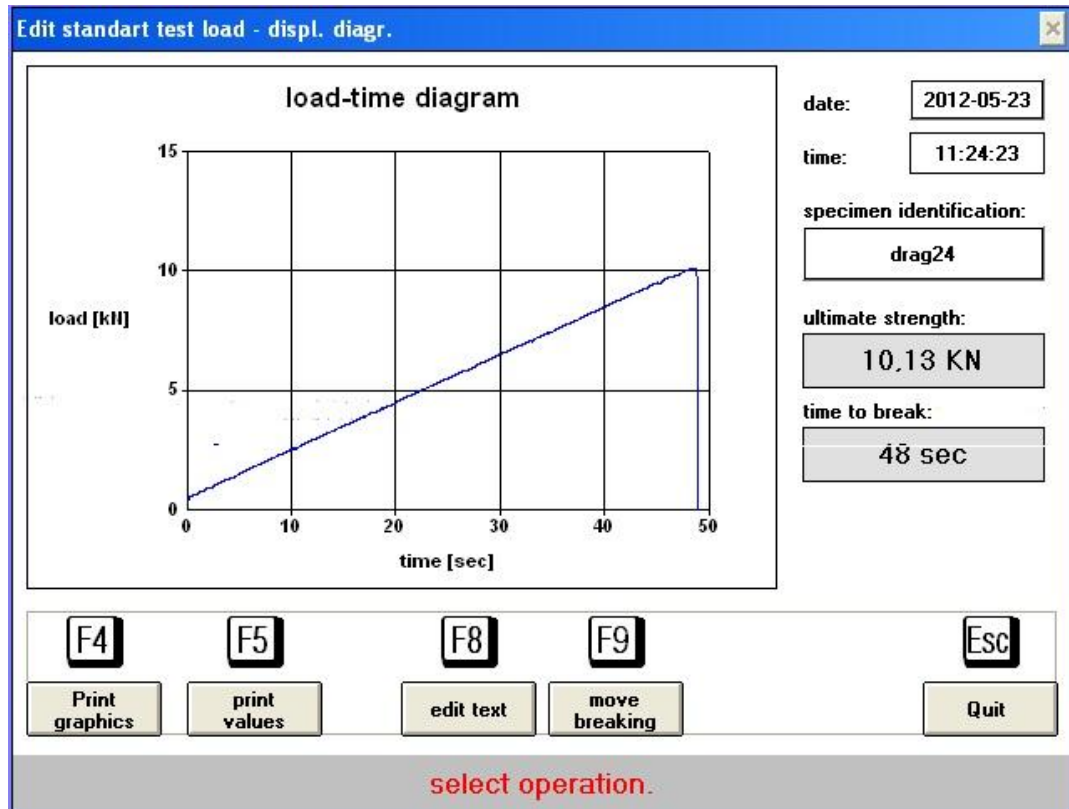 Edit standart test load - displ. diagr.
load-time diagram
15
10
load [kN]
5
0
0 10 20 30 40 50
time [sec]
date: 2012-05-23
time: 11:24:23
specimen identification:
drag24
ultimate strength:
10,13 KN
time to break:
48 sec
F4 F5 F8 F9 Esc
Print
graphics
print
values
edit text
move
breaking
Quit
select operation.